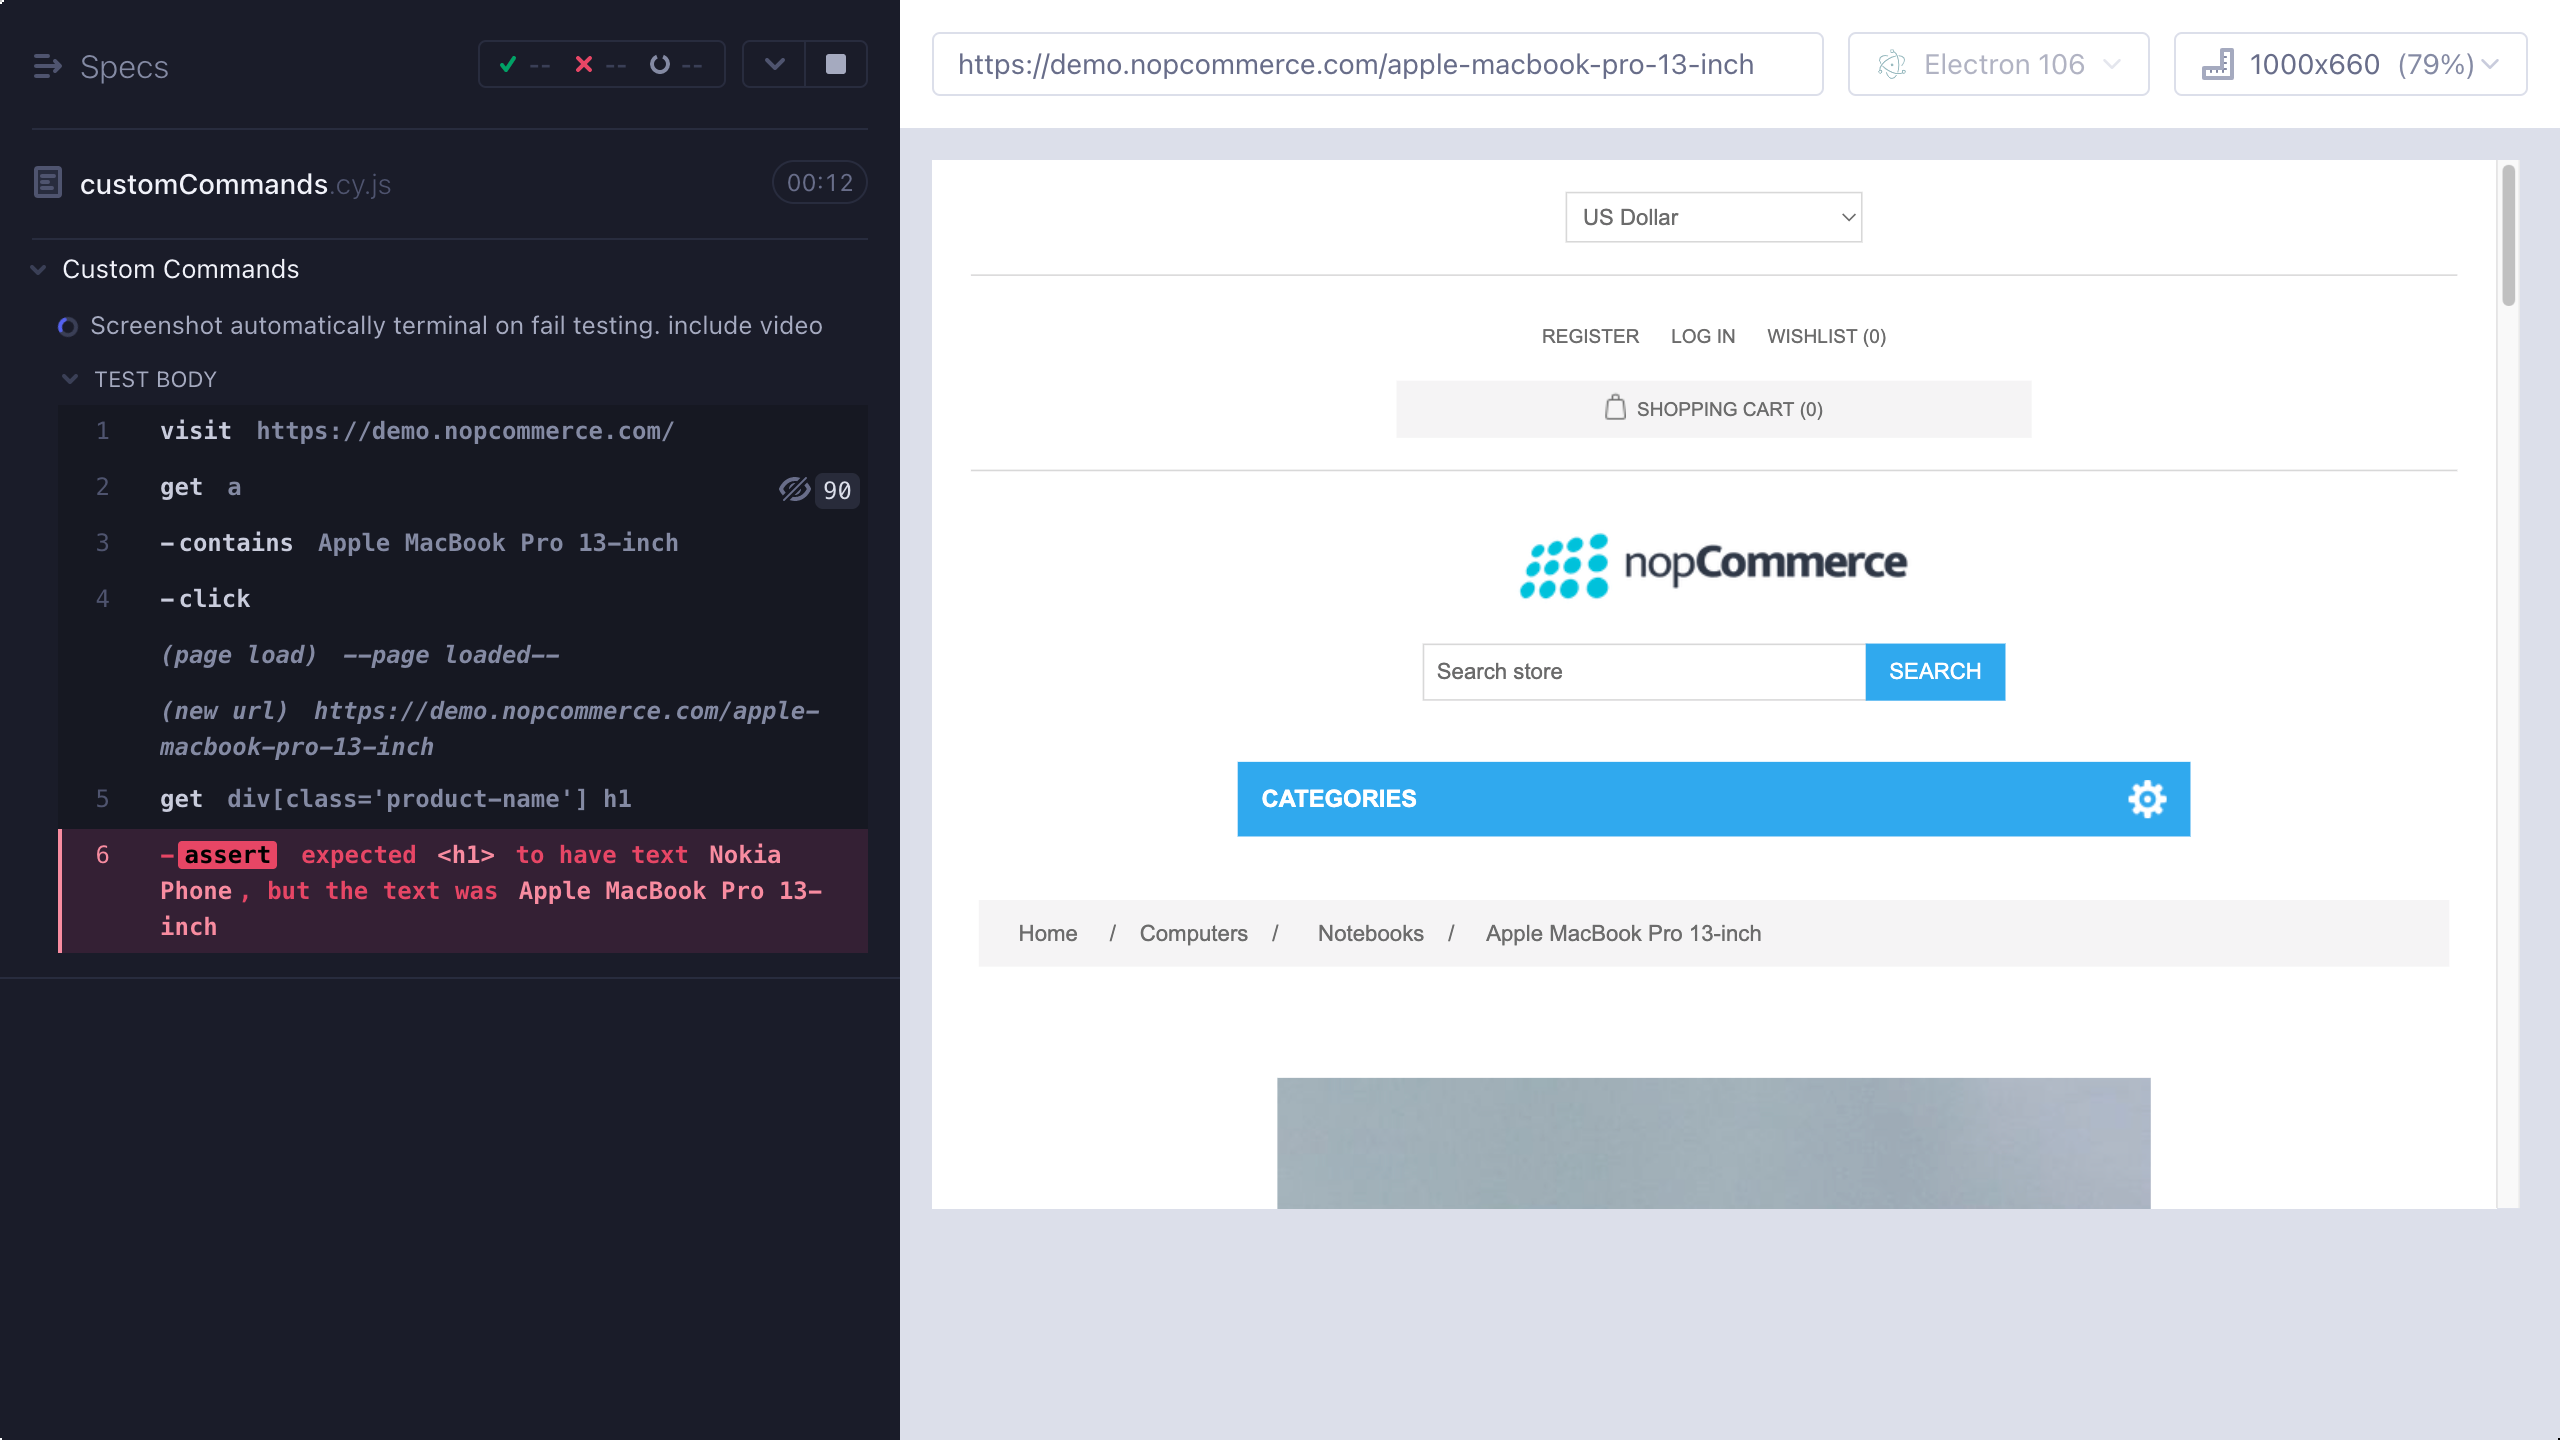 Specs
-- -- --
customCommands.cy.js
00:12
Custom Commands
Screenshot automatically terminal on fail testing. include video
TEST BODY
1 visit https://demo.nopcommerce.com/
2 get a 90
3 -contains Apple MacBook Pro 13-inch
4 -click
(page load) --page loaded--
(new url) https://demo.nopcommerce.com/apple-
macbook-pro-13-inch
5 get div[class='product-name'] h1
6 -assert expected <h1> to have text Nokia
Phone, but the text was Apple MacBook Pro 13-
inch
https://demo.nopcommerce.com/apple-macbook-pro-13-inch
Electron 106
1000x660 (79%)
US Dollar
REGISTER LOG IN WISHLIST (0)
SHOPPING CART (0)
nopCommerce
Search store SEARCH
CATEGORIES
Home / Computers / Notebooks / Apple MacBook Pro 13-inch